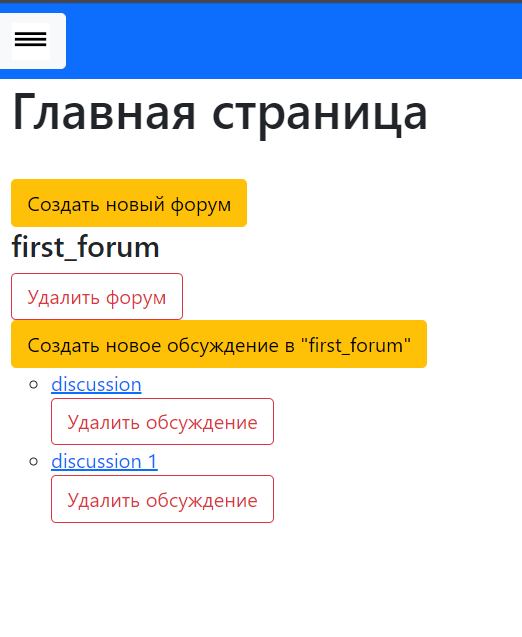 Главная страница
Создать новый форум
first_forum
Удалить форум
Создать новое обсуждение в "first_forum"
discussion
Удалить обсуждение
discussion 1
Удалить обсуждение